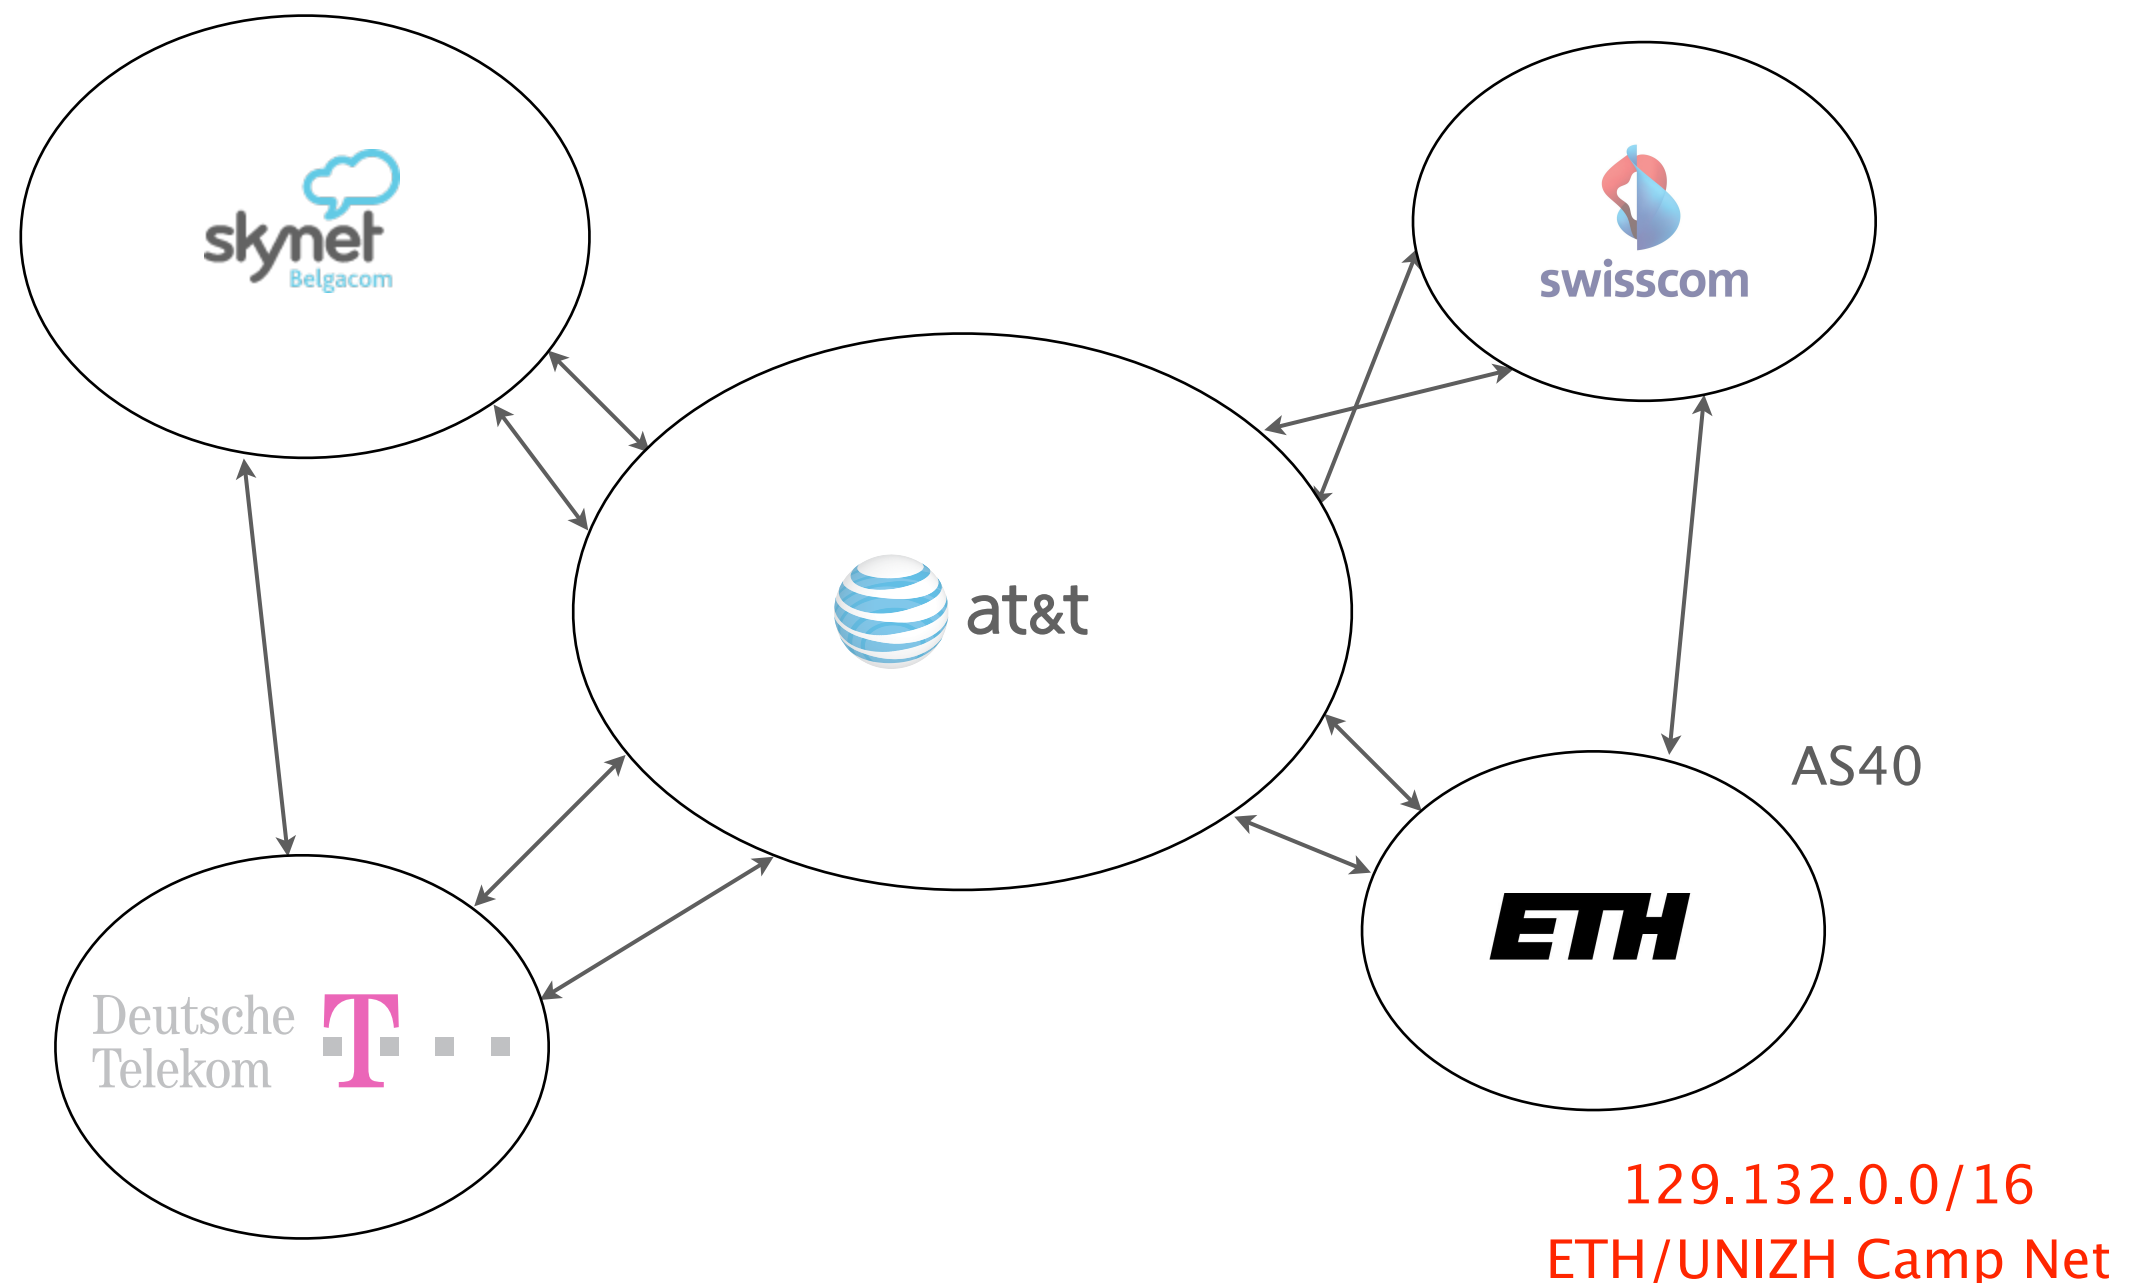 skynet
Belgacom
swisscom
at&t
AS40
ETH
Deutsche
Telekom
T
129.132.0.0/16
ETH/UNIZH Camp Net